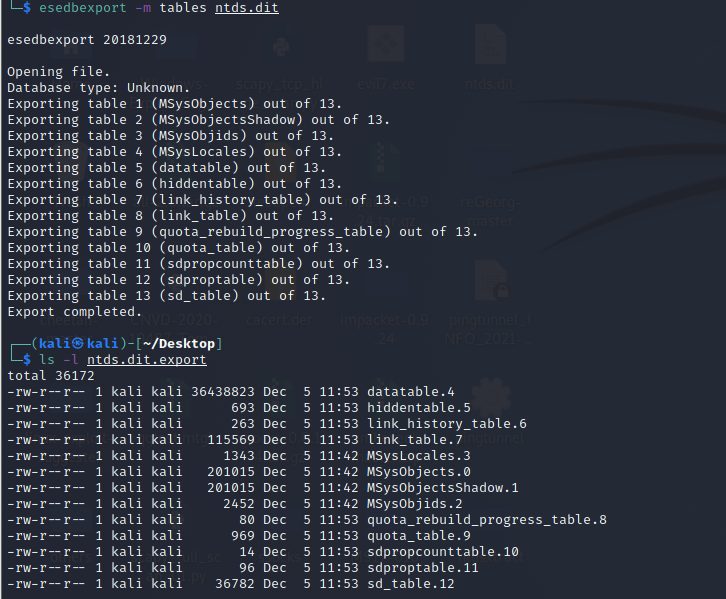 └─$ esedbexport -m tables ntds.dit
esedbexport 20181229
Opening file.
Database type: Unknown.
Exporting table 1 (MSysObjects) out of 13.
Exporting table 2 (MSysObjectsShadow) out of 13.
Exporting table 3 (MSysObjids) out of 13.
Exporting table 4 (MSysLocales) out of 13.
Exporting table 5 (datatable) out of 13.
Exporting table 6 (hiddentable) out of 13.
Exporting table 7 (link_history_table) out of 13.
Exporting table 8 (link_table) out of 13.
Exporting table 9 (quota_rebuild_progress_table) out of 13.
Exporting table 10 (quota_table) out of 13.
Exporting table 11 (sdpropcounttable) out of 13.
Exporting table 12 (sdproptable) out of 13.
Exporting table 13 (sd_table) out of 13.
Export completed.
┌──(kali㉿kali)-[~/Desktop]
└─$ ls -l ntds.dit.export
total 36172
-rw-r--r-- 1 kali kali 36438823 Dec  5 11:53 datatable.4
-rw-r--r-- 1 kali kali      693 Dec  5 11:53 hiddentable.5
-rw-r--r-- 1 kali kali      263 Dec  5 11:53 link_history_table.6
-rw-r--r-- 1 kali kali   115569 Dec  5 11:53 link_table.7
-rw-r--r-- 1 kali kali     1343 Dec  5 11:42 MSysLocales.3
-rw-r--r-- 1 kali kali   201015 Dec  5 11:42 MSysObjects.0
-rw-r--r-- 1 kali kali   201015 Dec  5 11:42 MSysObjectsShadow.1
-rw-r--r-- 1 kali kali     2452 Dec  5 11:42 MSysObjids.2
-rw-r--r-- 1 kali kali       80 Dec  5 11:53 quota_rebuild_progress_table.8
-rw-r--r-- 1 kali kali      969 Dec  5 11:53 quota_table.9
-rw-r--r-- 1 kali kali       14 Dec  5 11:53 sdpropcounttable.10
-rw-r--r-- 1 kali kali       96 Dec  5 11:53 sdproptable.11
-rw-r--r-- 1 kali kali    36782 Dec  5 11:53 sd_table.12